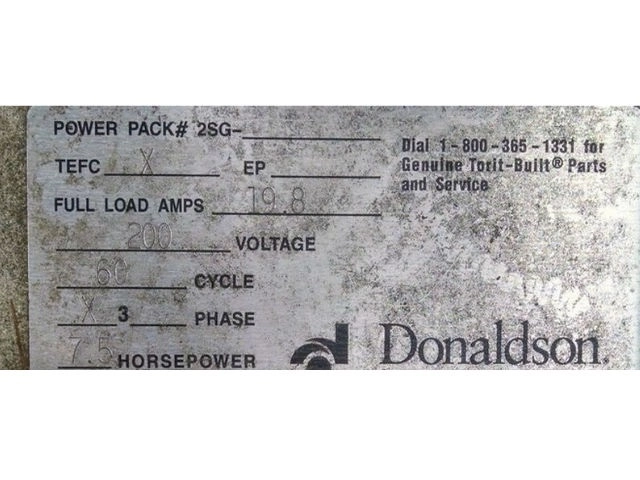 POWER PACK# 2SG-
TEFC X EP
FULL LOAD AMPS 19.8
200 VOLTAGE
60 CYCLE
X 3 PHASE
7.5 HORSEPOWER
Dial 1-800-365-1331 for
Genuine Torit-Built® Parts
and Service
Donaldson.